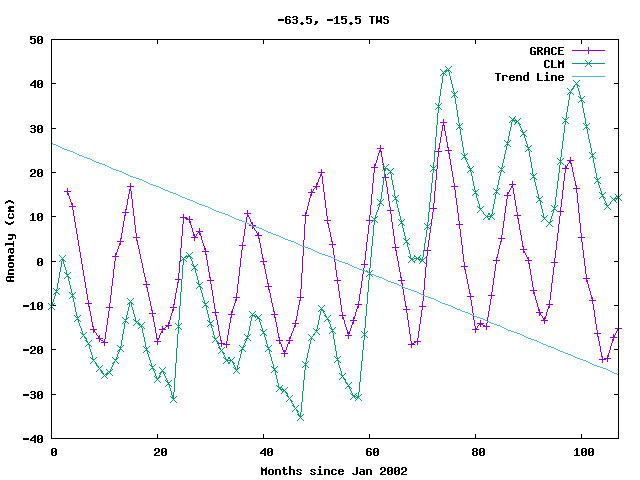 -63.5, -15.5 TWS
GRACE
CLM
Trend Line
50
40
30
20
10
0
-10
-20
-30
-40
Anomaly (cm)
0 20 40 60 80 100
Months since Jan 2002